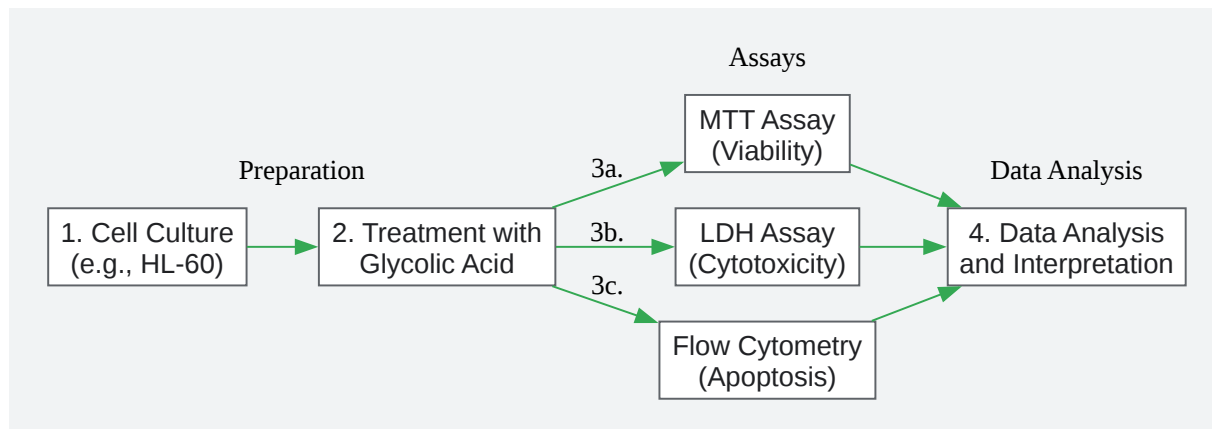 Preparation
1. Cell Culture
(e.g., HL-60)
2. Treatment with
Glycolic Acid
Assays
3a.
MTT Assay
(Viability)
3b.
LDH Assay
(Cytotoxicity)
3c.
Flow Cytometry
(Apoptosis)
Data Analysis
4. Data Analysis
and Interpretation